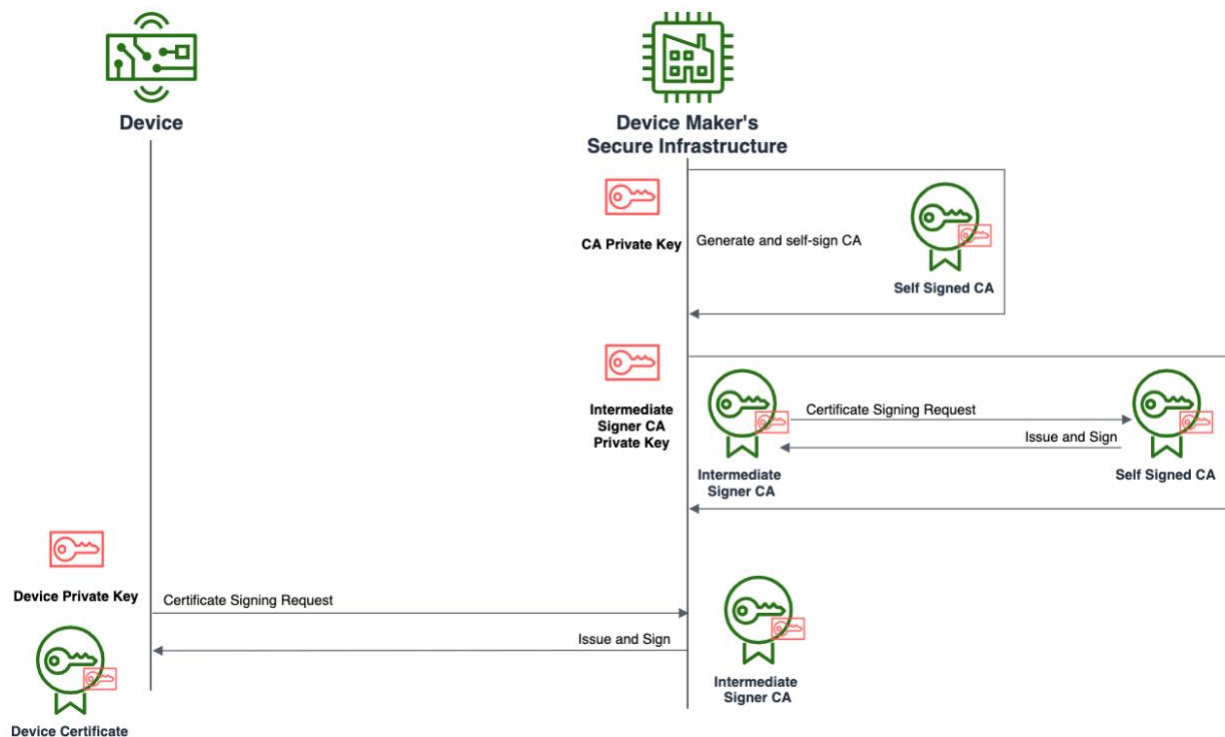 Device
Device Maker's
Secure Infrastructure
CA Private Key
Generate and self-sign CA
Self Signed CA
Intermediate
Signer CA
Private Key
Certificate Signing Request
Issue and Sign
Intermediate
Signer CA
Self Signed CA
Device Private Key
Certificate Signing Request
Issue and Sign
Intermediate
Signer CA
Device Certificate